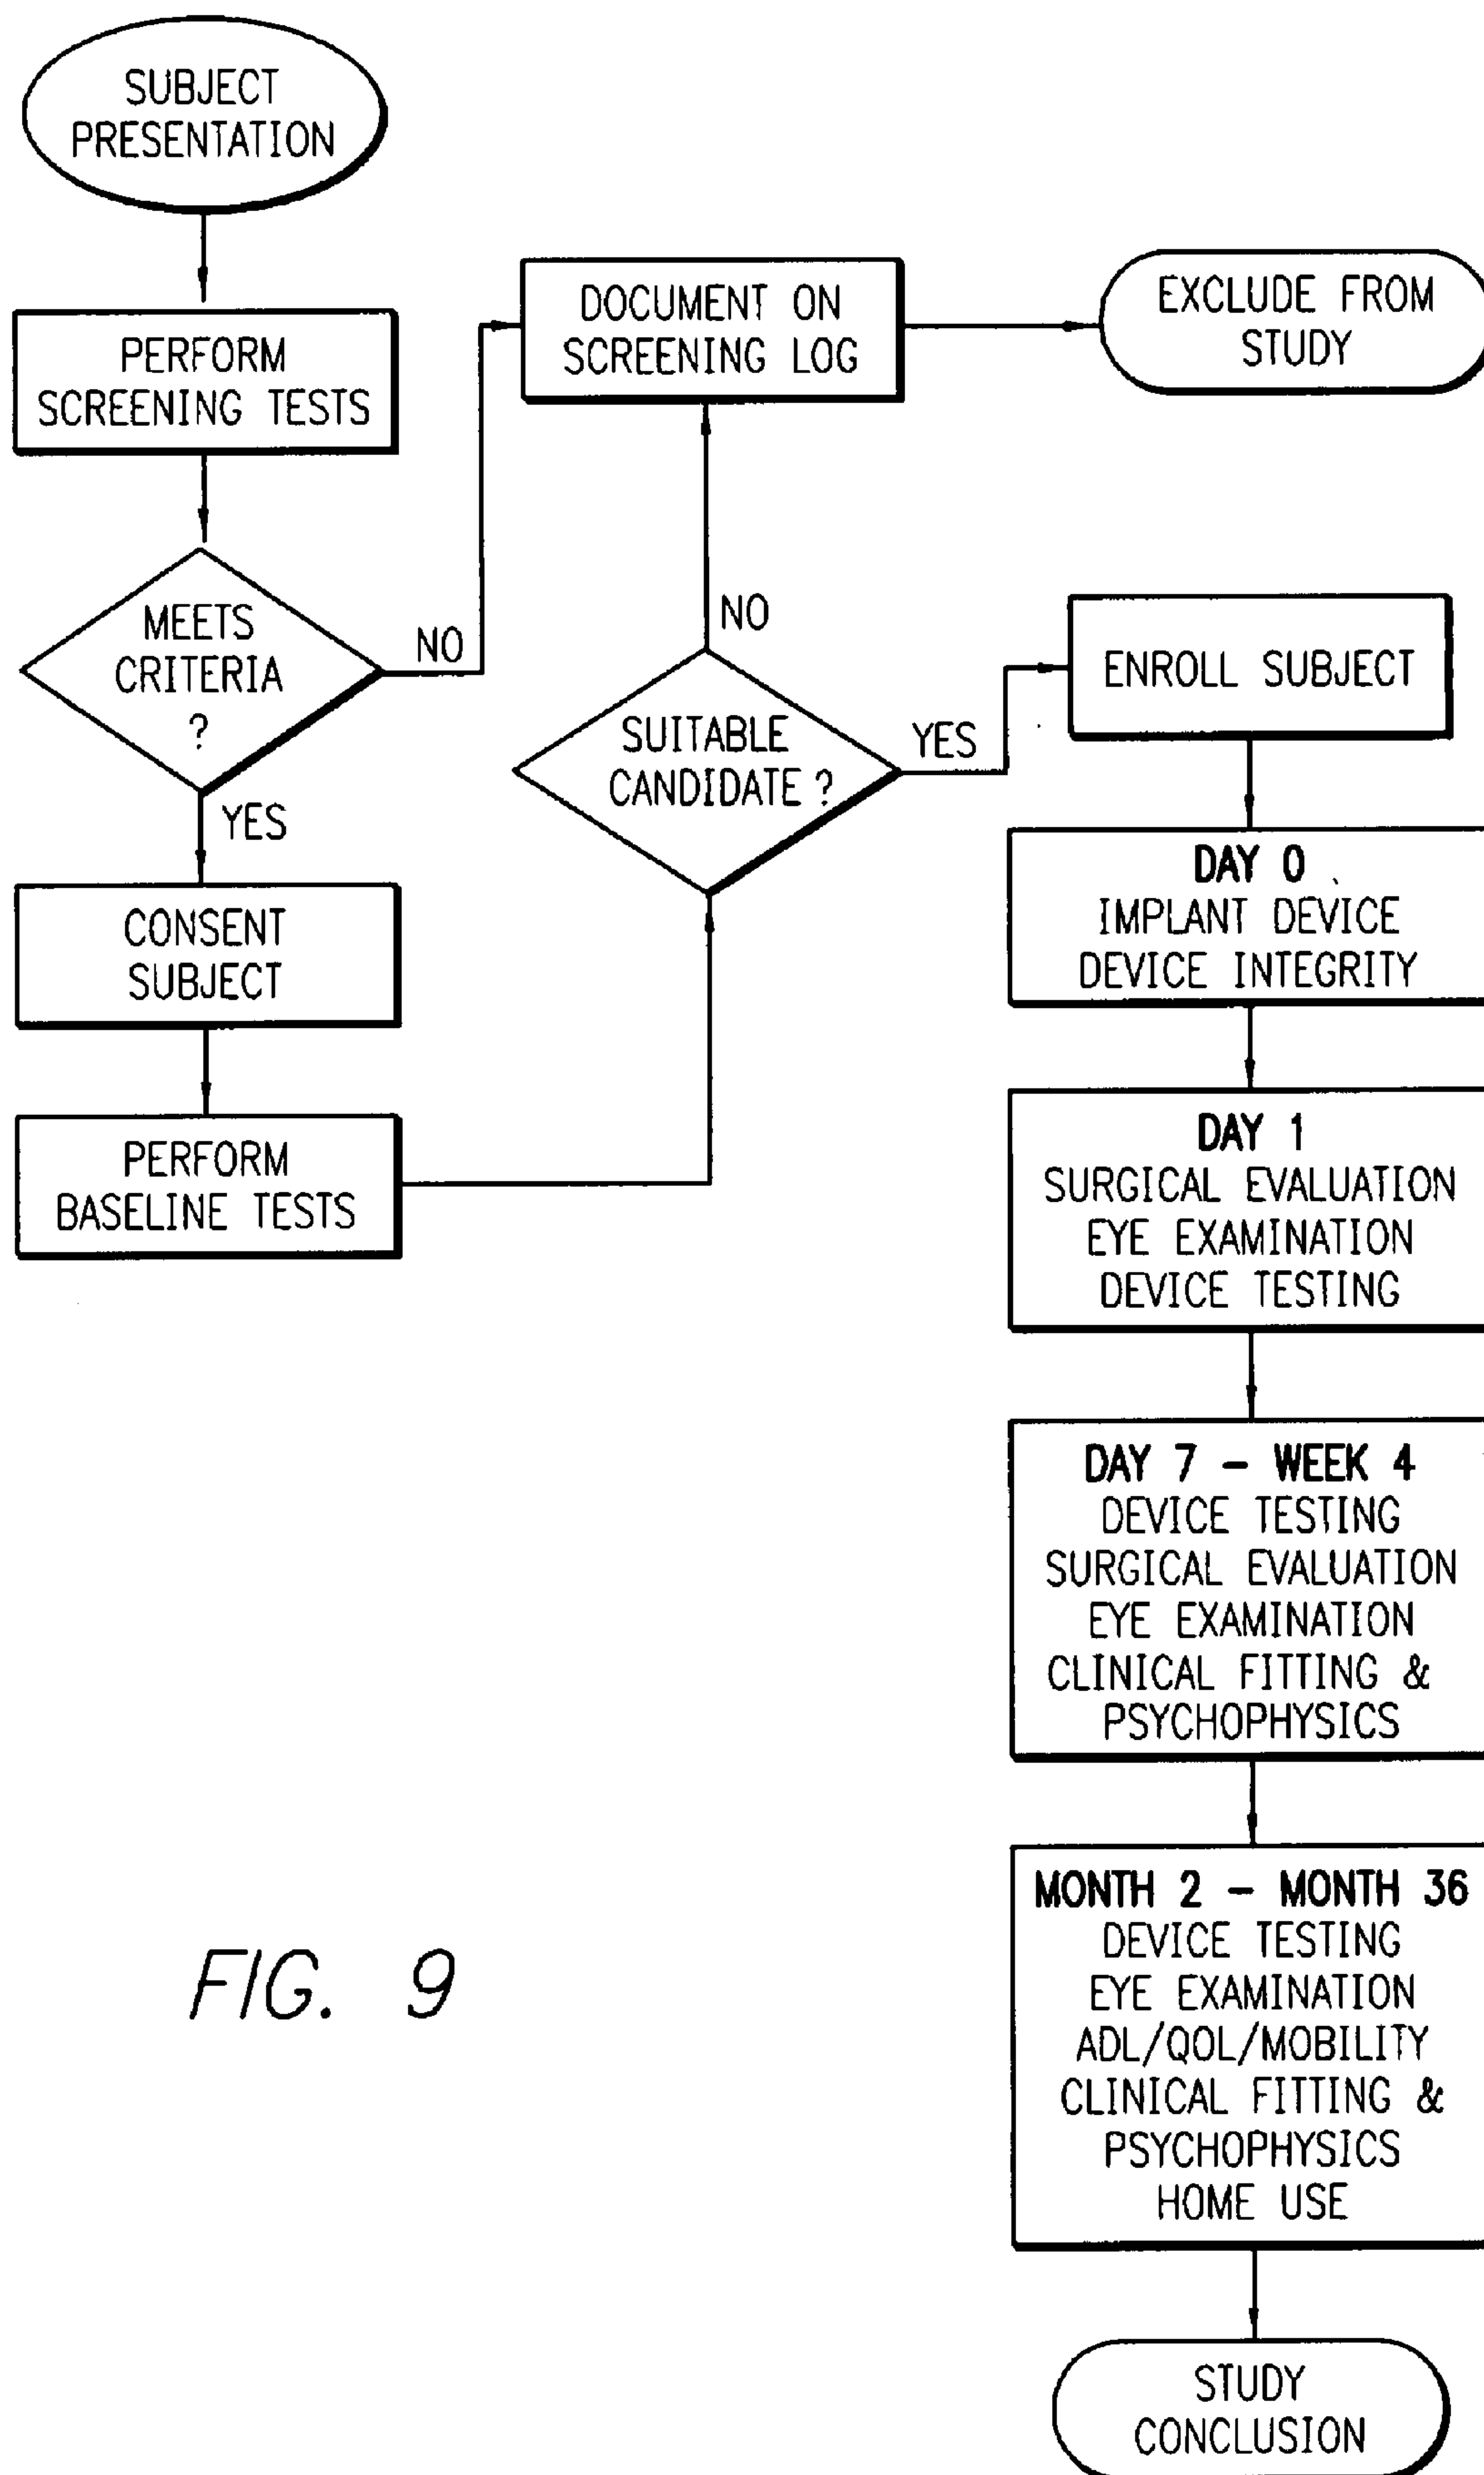 SUBJECT
PRESENTATION
PERFORM
SCREENING TESTS
MEETS
CRITERIA
?
NO
YES
CONSENT
SUBJECT
PERFORM
BASELINE TESTS
DOCUMENT ON
SCREENING LOG
EXCLUDE FROM
STUDY
NO
SUITABLE
CANDIDATE ?
YES
ENROLL SUBJECT
DAY 0
IMPLANT DEVICE
DEVICE INTEGRITY
DAY 1
SURGICAL EVALUATION
EYE EXAMINATION
DEVICE TESTING
DAY 7 – WEEK 4
DEVICE TESTING
SURGICAL EVALUATION
EYE EXAMINATION
CLINICAL FITTING &
PSYCHOPHYSICS
MONTH 2 – MONTH 36
DEVICE TESTING
EYE EXAMINATION
ADL/QOL/MOBILITY
CLINICAL FITTING &
PSYCHOPHYSICS
HOME USE
STUDY
CONCLUSION
FIG. 9